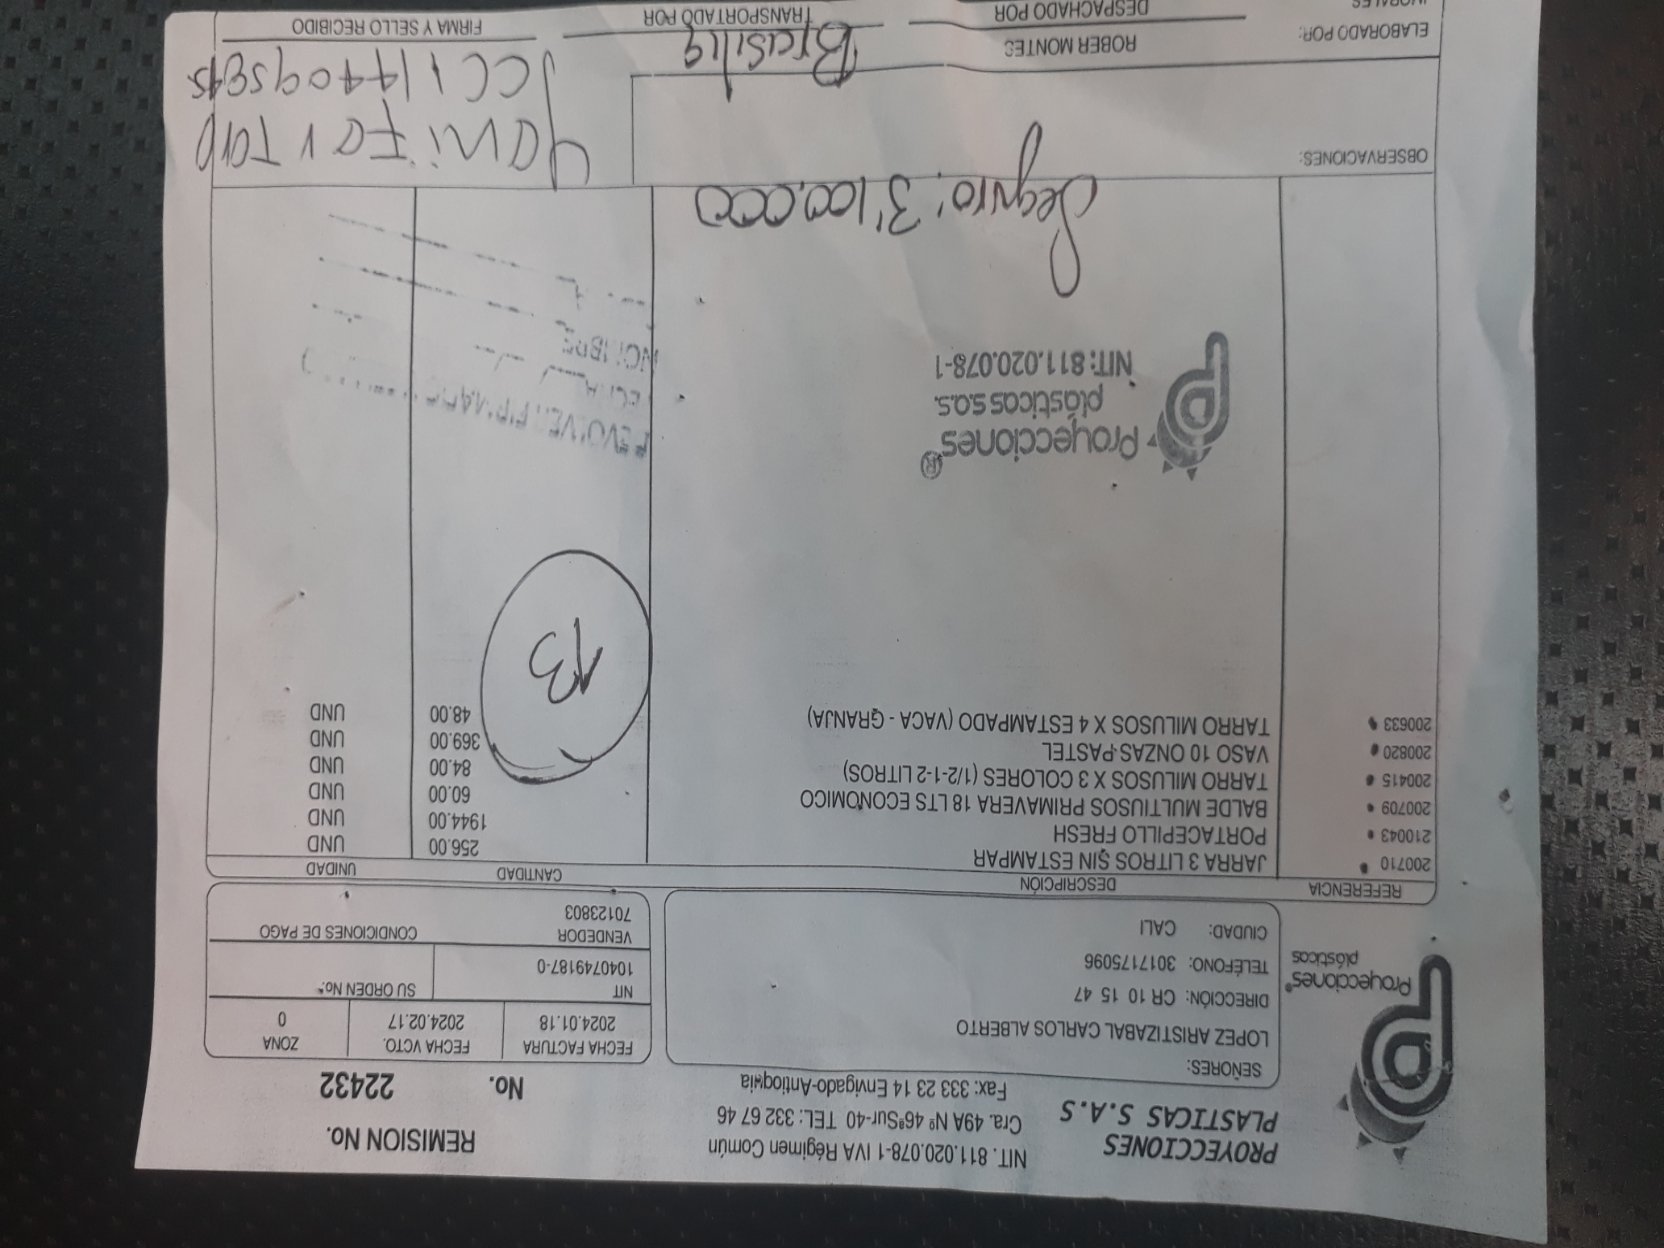 PROYECCIONES
PLASTICAS S.A.S
NIT. 811.020.078-1 IVA Régimen Común
Cra. 49A Nº 46ªSur-40 TEL: 332 67 46
Fax: 333 23 14 Envigado-Antioquia
REMISION No.
No. 22432
Proyecciones®
plásticos
SEÑORES:
LOPEZ ARISTIZABAL CARLOS ALBERTO
DIRECCIÓN: CR 10 15 47
TELÉFONO: 3017175096
CIUDAD: CALI
FECHA FACTURA FECHA VCTO. ZONA
2024.01.18 2024.02.17 0
NIT SU ORDEN No.
1040749187-0
VENDEDOR CONDICIONES DE PAGO
70123803
REFERENCIA DESCRIPCIÓN CANTIDAD UNIDAD
200710 JARRA 3 LITROS SIN ESTAMPAR 256.00 UND
210043 PORTACEPILLO FRESH 1944.00 UND
200709 BALDE MULTIUSOS PRIMAVERA 18 LTS ECONOMICO 60.00 UND
200415 TARRO MILUSOS X 3 COLORES (1/2-1-2 LITROS) 84.00 UND
200820 VASO 10 ONZAS PASTEL 369.00 UND
200633 TARRO MILUSOS X 4 ESTAMPADO (VACA - GRANJA) 48.00 UND
13
Proyecciones®
plásticas s.a.s.
NIT: 811.020.078-1
NOMBRE
Seguro: 3'100.000
OBSERVACIONES:
ELABORADO POR:
ROBER MONTES
DESPACHADO POR
Brasilia
TRANSPORTADO POR
FIRMA Y SELLO RECIBIDO